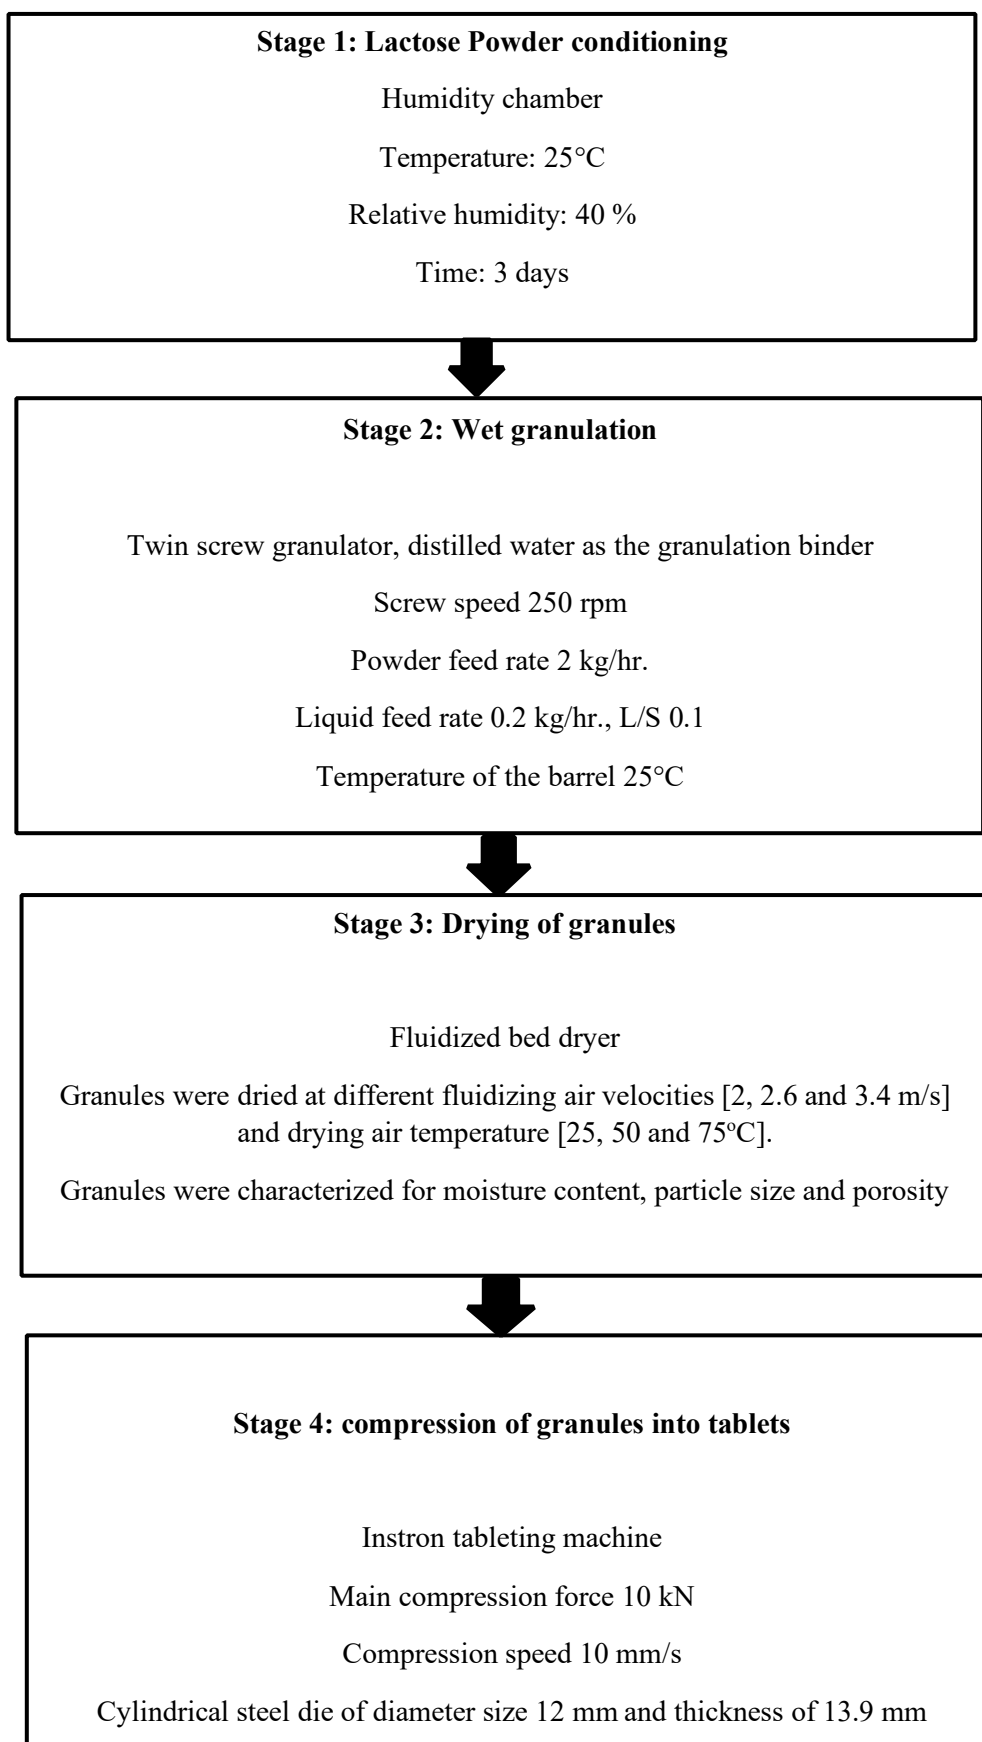 Stage 1: Lactose Powder conditioning
Humidity chamber
Temperature: 25°C
Relative humidity: 40 %
Time: 3 days
Stage 2: Wet granulation
Twin screw granulator, distilled water as the granulation binder
Screw speed 250 rpm
Powder feed rate 2 kg/hr.
Liquid feed rate 0.2 kg/hr., L/S 0.1
Temperature of the barrel 25°C
Stage 3: Drying of granules
Fluidized bed dryer
Granules were dried at different fluidizing air velocities [2, 2.6 and 3.4 m/s]
and drying air temperature [25, 50 and 75ºC].
Granules were characterized for moisture content, particle size and porosity
Stage 4: compression of granules into tablets
Instron tableting machine
Main compression force 10 kN
Compression speed 10 mm/s
Cylindrical steel die of diameter size 12 mm and thickness of 13.9 mm